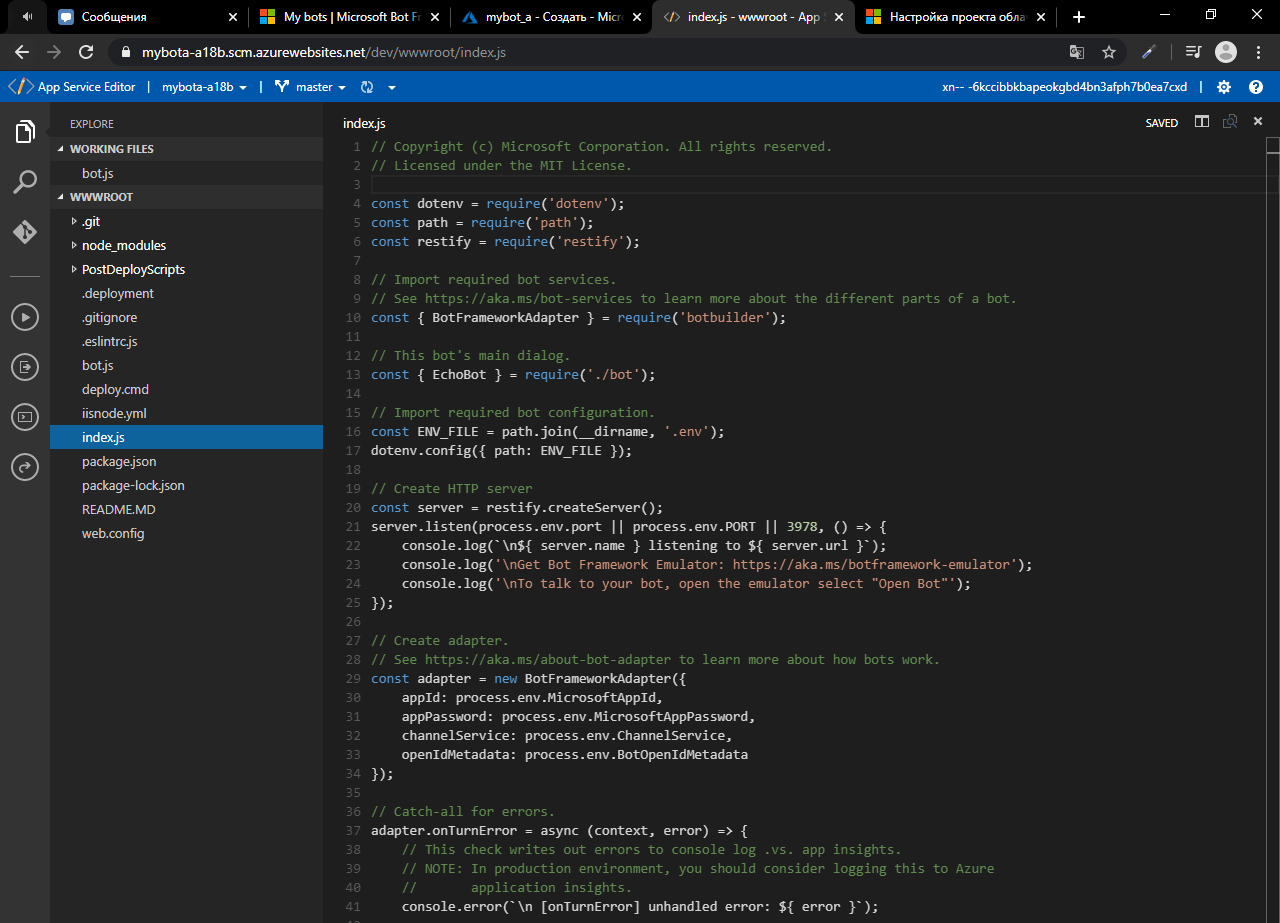 Сообщения
My bots | Microsoft Bot Fr
mybot_a - Создать - Micro
index.js - wwwroot - App S
Настройка проекта обла
mybota-a18b.scm.azurewebsites.net/dev/wwwroot/index.js
App Service Editor | mybota-a18b | master
xn-- -6kccibbkbapeokgbd4bn3afph7b0ea7cxd |
EXPLORE
WORKING FILES
bot.js
WWWROOT
.git
node_modules
PostDeployScripts
.deployment
.gitignore
.eslintrc.js
bot.js
deploy.cmd
iisnode.yml
index.js
package.json
package-lock.json
README.MD
web.config
index.js
SAVED
1 // Copyright (c) Microsoft Corporation. All rights reserved.
2 // Licensed under the MIT License.
3
4 const dotenv = require('dotenv');
5 const path = require('path');
6 const restify = require('restify');
7
8 // Import required bot services.
9 // See https://aka.ms/bot-services to learn more about the different parts of a bot.
10 const { BotFrameworkAdapter } = require('botbuilder');
11
12 // This bot's main dialog.
13 const { EchoBot } = require('./bot');
14
15 // Import required bot configuration.
16 const ENV_FILE = path.join(__dirname, '.env');
17 dotenv.config({ path: ENV_FILE });
18
19 // Create HTTP server
20 const server = restify.createServer();
21 server.listen(process.env.port || process.env.PORT || 3978, () => {
22     console.log(`\n${ server.name } listening to ${ server.url }`);
23     console.log('\nGet Bot Framework Emulator: https://aka.ms/botframework-emulator');
24     console.log('\nTo talk to your bot, open the emulator select "Open Bot"');
25 });
26
27 // Create adapter.
28 // See https://aka.ms/about-bot-adapter to learn more about how bots work.
29 const adapter = new BotFrameworkAdapter({
30     appId: process.env.MicrosoftAppId,
31     appPassword: process.env.MicrosoftAppPassword,
32     channelService: process.env.ChannelService,
33     openIdMetadata: process.env.BotOpenIdMetadata
34 });
35
36 // Catch-all for errors.
37 adapter.onTurnError = async (context, error) => {
38     // This check writes out errors to console log .vs. app insights.
39     // NOTE: In production environment, you should consider logging this to Azure
40     //       application insights.
41     console.error(`\n [onTurnError] unhandled error: ${ error }`);